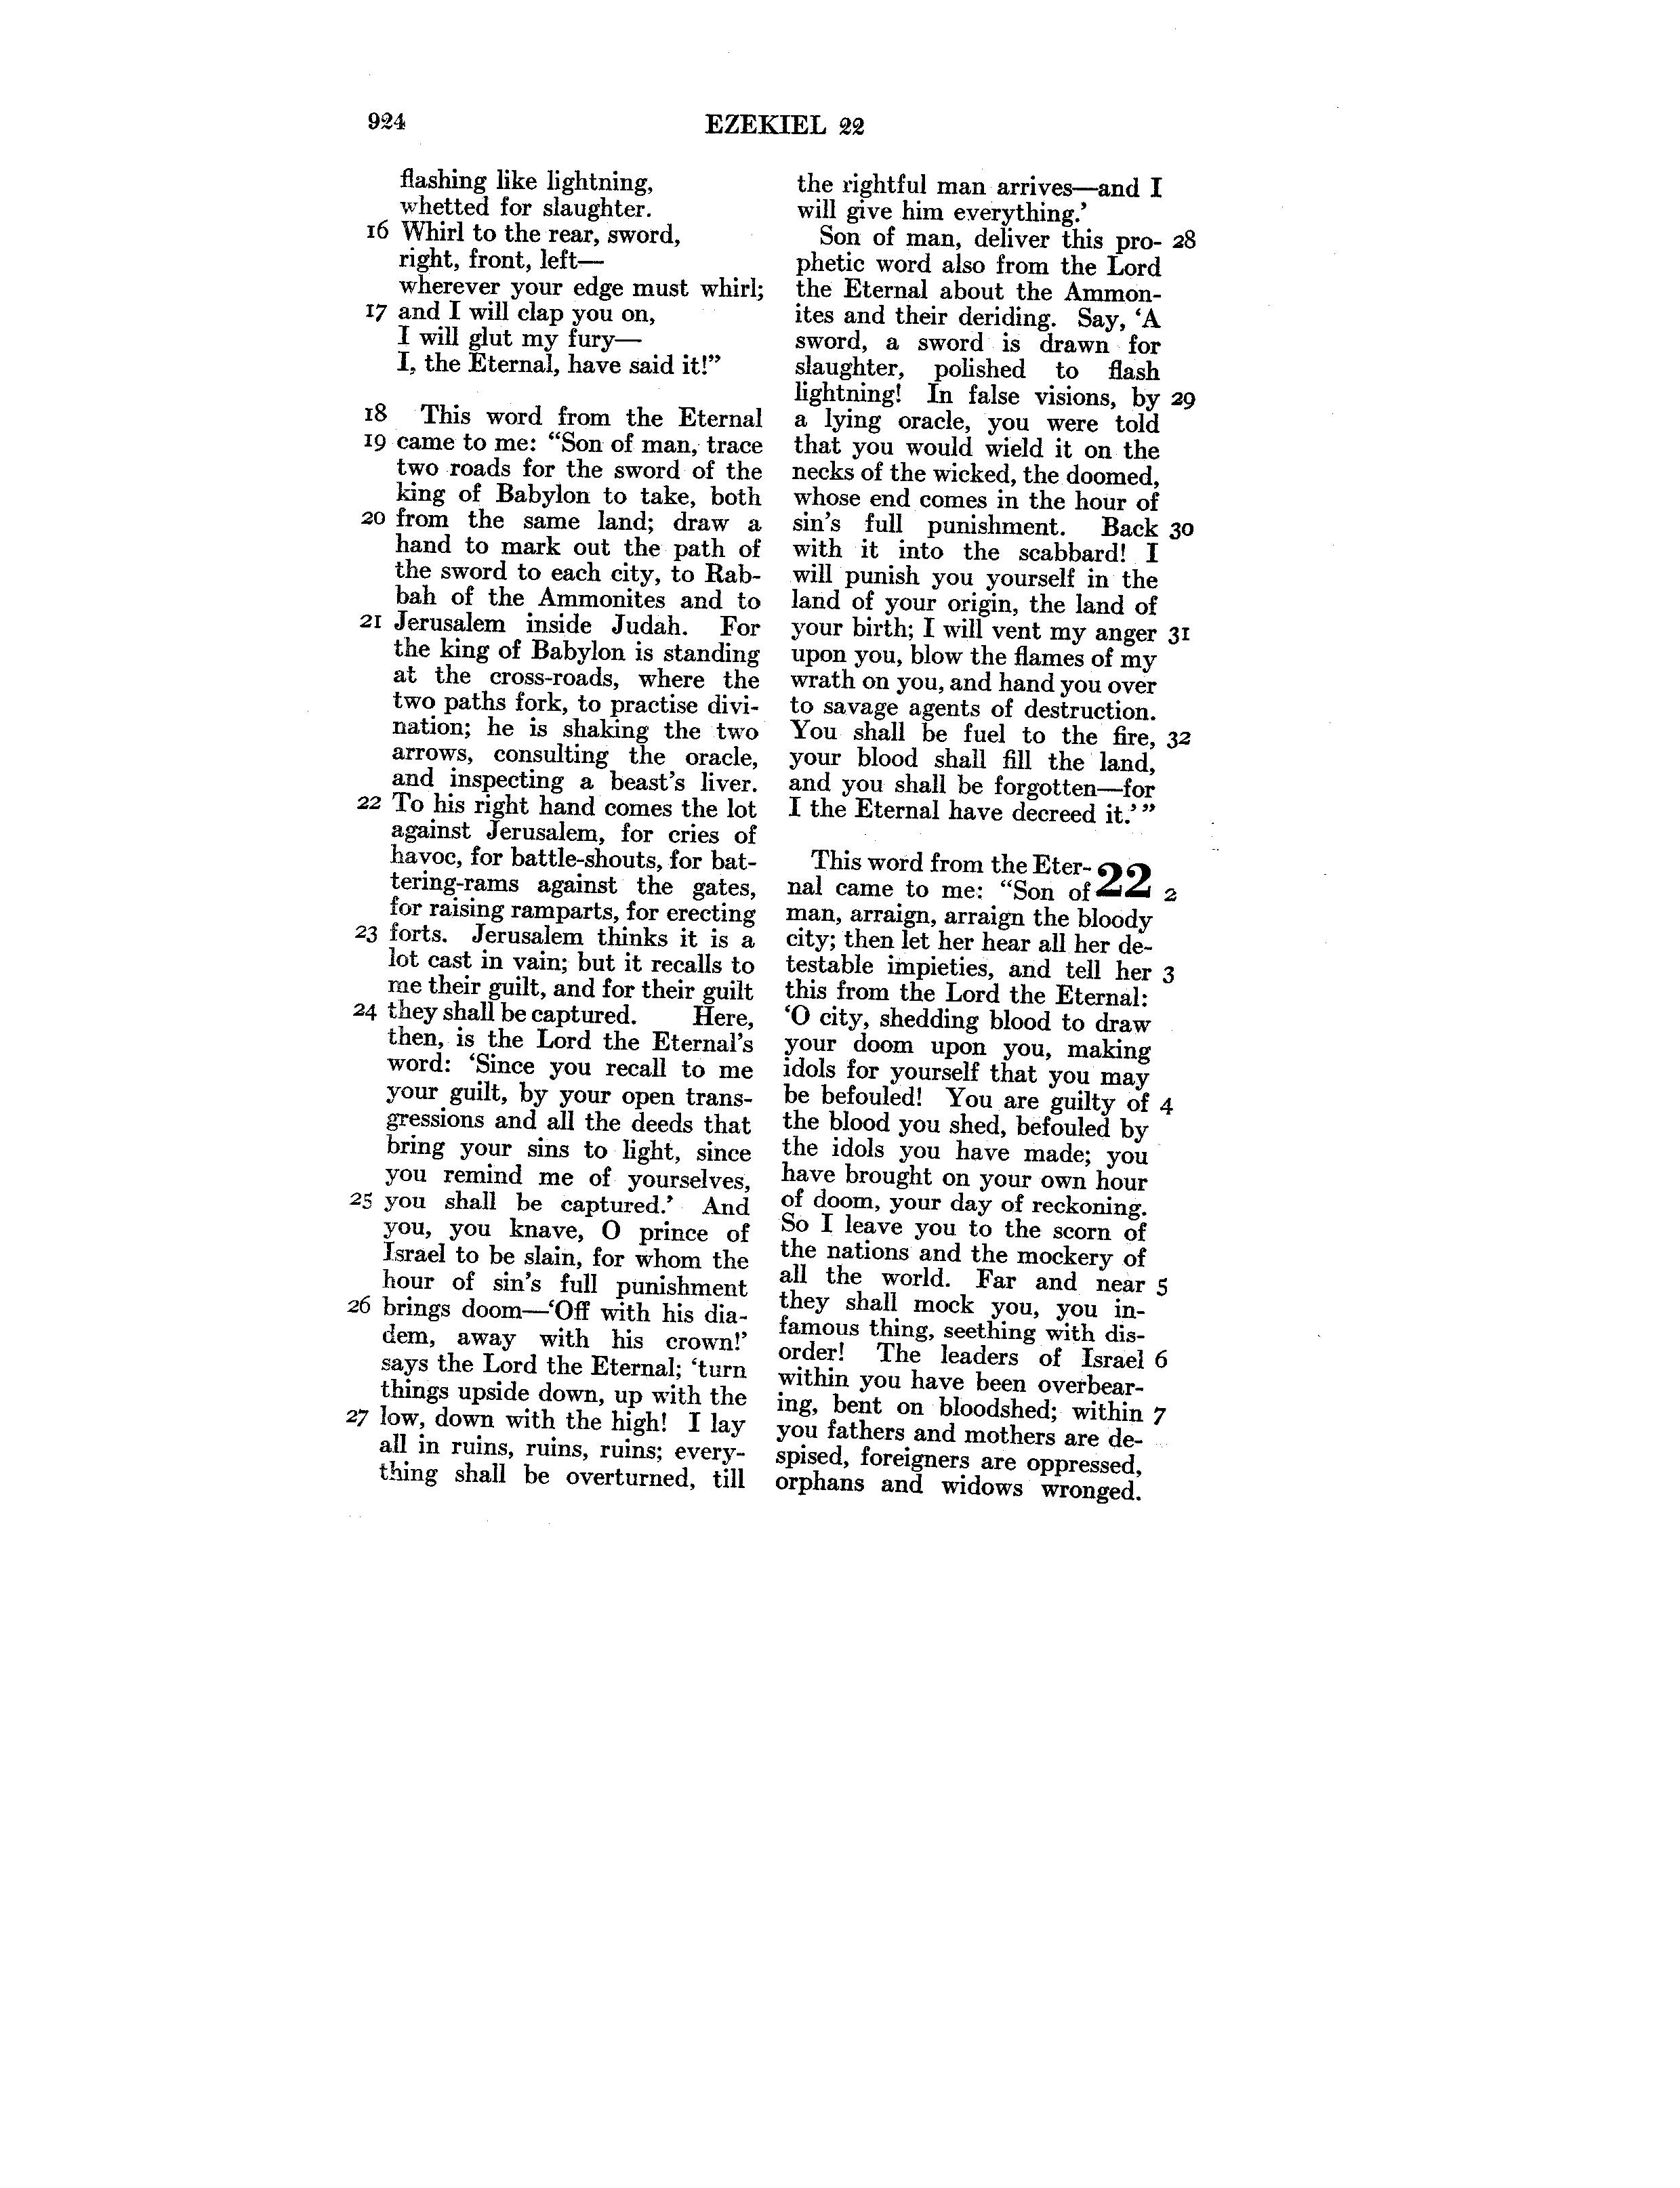 924
EZEKIEL 22
flashing like lightning,
whetted for slaughter.
16 Whirl to the rear, sword,
right, front, left—
wherever your edge must whirl;
17 and I will clap you on,
I will glut my fury—
I, the Eternal, have said it!”
18 This word from the Eternal
19 came to me: “Son of man, trace
two roads for the sword of the
king of Babylon to take, both
20 from the same land; draw a
hand to mark out the path of
the sword to each city, to Rab-
bah of the Ammonites and to
21 Jerusalem inside Judah. For
the king of Babylon is standing
at the cross-roads, where the
two paths fork, to practise divi-
nation; he is shaking the two
arrows, consulting the oracle,
and inspecting a beast’s liver.
22 To his right hand comes the lot
against Jerusalem, for cries of
havoc, for battle-shouts, for bat-
tering-rams against the gates,
for raising ramparts, for erecting
23 forts. Jerusalem thinks it is a
lot cast in vain; but it recalls to
me their guilt, and for their guilt
24 they shall be captured. Here,
then, is the Lord the Eternal’s
word: ‘Since you recall to me
your guilt, by your open trans-
gressions and all the deeds that
bring your sins to light, since
you remind me of yourselves,
25 you shall be captured.’ And
you, you knave, O prince of
Israel to be slain, for whom the
hour of sin’s full punishment
26 brings doom—‘Off with his dia-
dem, away with his crown!’
says the Lord the Eternal; ‘turn
things upside down, up with the
27 low, down with the high! I lay
all in ruins, ruins, ruins; every-
thing shall be overturned, till
the rightful man arrives—and I
will give him everything.’
Son of man, deliver this pro- 28
phetic word also from the Lord
the Eternal about the Ammon-
ites and their deriding. Say, ‘A
sword, a sword is drawn for
slaughter, polished to flash
lightning! In false visions, by 29
a lying oracle, you were told
that you would wield it on the
necks of the wicked, the doomed,
whose end comes in the hour of
sin’s full punishment. Back 30
with it into the scabbard! I
will punish you yourself in the
land of your origin, the land of
your birth; I will vent my anger 31
upon you, blow the flames of my
wrath on you, and hand you over
to savage agents of destruction.
You shall be fuel to the fire, 32
your blood shall fill the land,
and you shall be forgotten—for
I the Eternal have decreed it.’ ”
This word from the Eter- 22
nal came to me: “Son of 2
man, arraign, arraign the bloody
city; then let her hear all her de-
testable impieties, and tell her 3
this from the Lord the Eternal:
‘O city, shedding blood to draw
your doom upon you, making
idols for yourself that you may
be befouled! You are guilty of 4
the blood you shed, befouled by
the idols you have made; you
have brought on your own hour
of doom, your day of reckoning.
So I leave you to the scorn of
the nations and the mockery of
all the world. Far and near 5
they shall mock you, you in-
famous thing, seething with dis-
order! The leaders of Israel 6
within you have been overbear-
ing, bent on bloodshed; within 7
you fathers and mothers are de-
spised, foreigners are oppressed,
orphans and widows wronged.